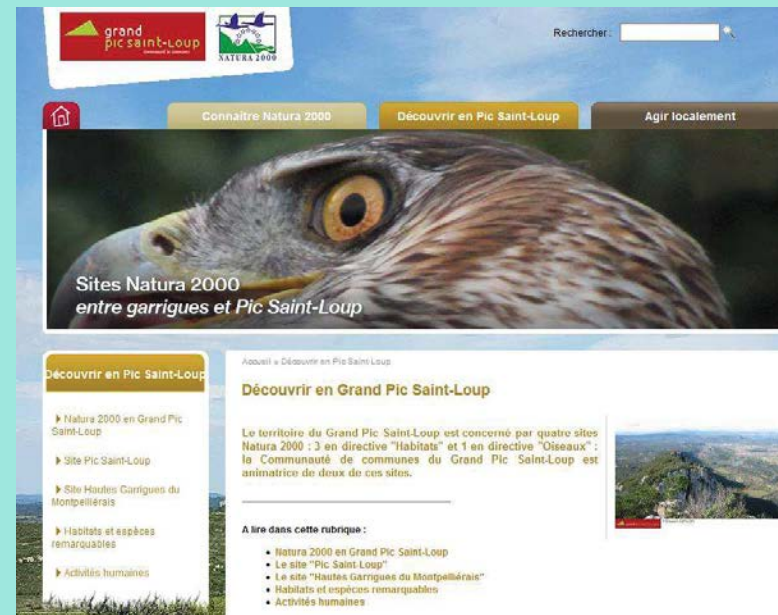 grand
pic saint-Loup
NATURA 2000
Rechercher :
Connaître Natura 2000
Découvrir en Pic Saint-Loup
Agir localement
Sites Natura 2000
entre garrigues et Pic Saint-Loup
Découvrir en Pic Saint-Loup
Natura 2000 en Grand Pic
Saint-Loup
Site Pic Saint-Loup
Site Hautes Garrigues du
Montpelliérais
Habitats et espèces
remarquables
Activités humaines
Accueil » Découvrir en Pic Saint-Loup
Découvrir en Grand Pic Saint-Loup
Le territoire du Grand Pic Saint-Loup est concerné par quatre sites
Natura 2000 : 3 en directive "Habitats" et 1 en directive "Oiseaux" :
la Communauté de communes du Grand Pic Saint-Loup est
animatrice de deux de ces sites.
A lire dans cette rubrique :
Natura 2000 en Grand Pic Saint-Loup
Le site "Pic Saint-Loup"
Le site "Hautes Garrigues du Montpelliérais"
Habitats et espèces remarquables
Activités humaines